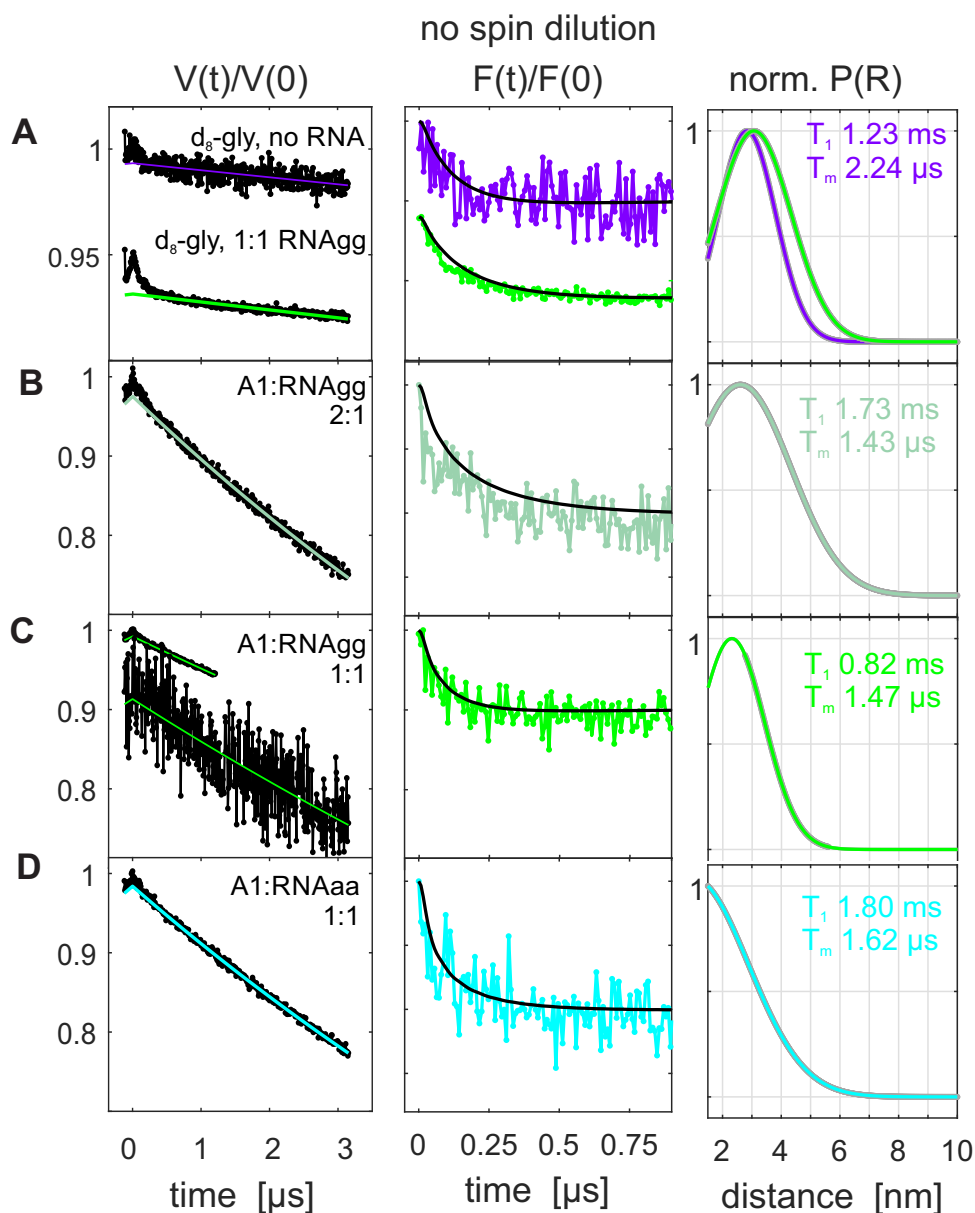 no spin dilution
V(t)/V(0)
F(t)/F(0)
norm. P(R)
A
d₈-gly, no RNA
d₈-gly, 1:1 RNAgg
1
0.95
1
T₁ 1.23 ms
Tₘ 2.24 µs
B
A1:RNAgg
2:1
1
0.9
0.8
1
T₁ 1.73 ms
Tₘ 1.43 µs
C
A1:RNAgg
1:1
1
0.9
0.8
1
T₁ 0.82 ms
Tₘ 1.47 µs
D
A1:RNAaa
1:1
1
0.9
0.8
1
T₁ 1.80 ms
Tₘ 1.62 µs
0 1 2 3
0 0.25 0.5 0.75
2 4 6 8 10
time [µs]
time [µs]
distance [nm]